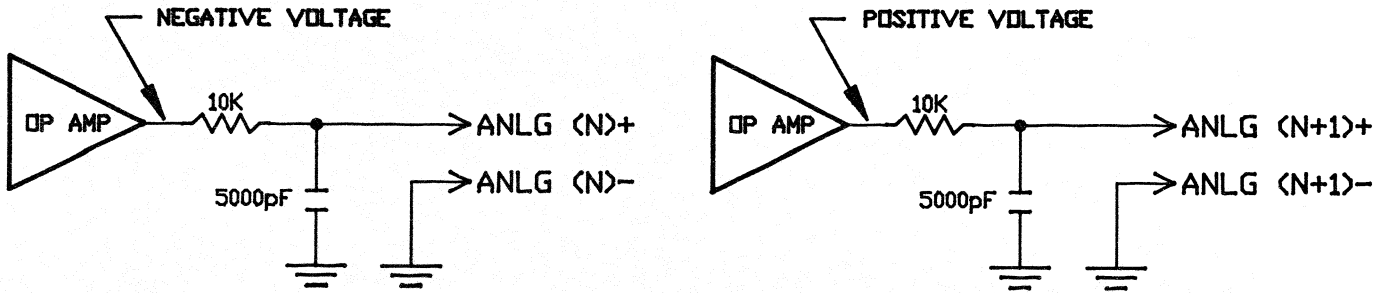 NEGATIVE VOLTAGE
10K
OP AMP
ANLG (N)+
5000pF
ANLG (N)-
POSITIVE VOLTAGE
10K
OP AMP
ANLG (N+1)+
5000pF
ANLG (N+1)-